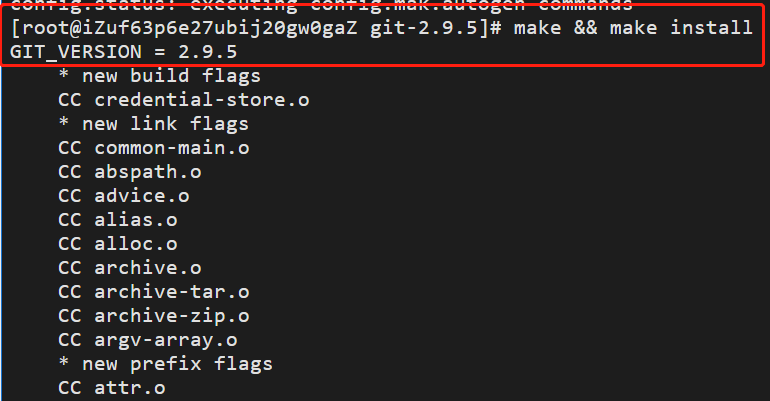 config.status: executing config.mak.autogen commands
[root@iZuf63p6e27ubij20gw0gaZ git-2.9.5]# make && make install
GIT_VERSION = 2.9.5
* new build flags
CC credential-store.o
* new link flags
CC common-main.o
CC abspath.o
CC advice.o
CC alias.o
CC alloc.o
CC archive.o
CC archive-tar.o
CC archive-zip.o
CC argv-array.o
* new prefix flags
CC attr.o